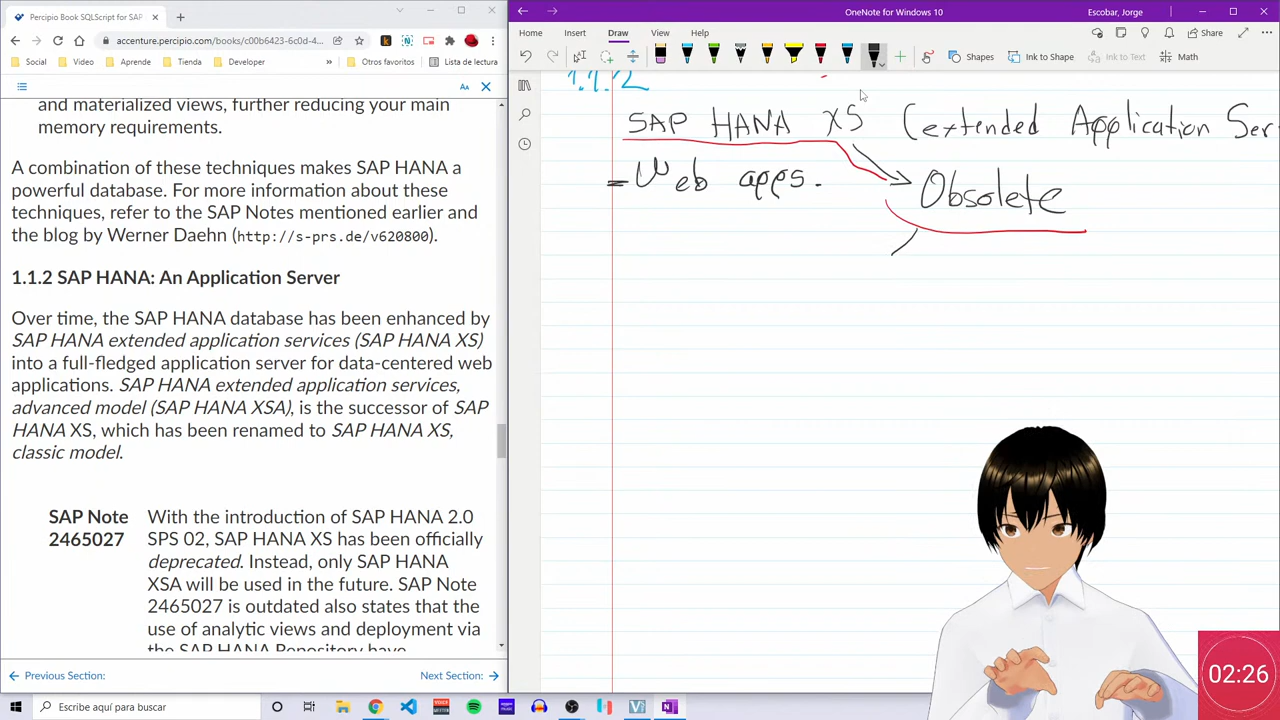 Percipio Book SQLScript for SAP
accenture.percipio.com/books/c00b6423-6c0d-4...
Apps
Social
Video
Aprende
Tienda
Developer
Otros favoritos
Lista de lectura
and materialized views, further reducing your main
memory requirements.
A combination of these techniques makes SAP HANA a
powerful database. For more information about these
techniques, refer to the SAP Notes mentioned earlier and
the blog by Werner Daehn (http://s-prs.de/v620800).
1.1.2 SAP HANA: An Application Server
Over time, the SAP HANA database has been enhanced by
SAP HANA extended application services (SAP HANA XS)
into a full-fledged application server for data-centered web
applications. SAP HANA extended application services,
advanced model (SAP HANA XSA), is the successor of SAP
HANA XS, which has been renamed to SAP HANA XS,
classic model.
SAP Note
2465027
With the introduction of SAP HANA 2.0
SPS 02, SAP HANA XS has been officially
deprecated. Instead, only SAP HANA
XSA will be used in the future. SAP Note
2465027 is outdated also states that the
use of analytic views and deployment via
the SAP HANA Repository have
Previous Section:
Next Section:
OneNote for Windows 10
Escobar, Jorge
Home
Insert
Draw
View
Help
Share
Shapes
Ink to Shape
Ink to Text
Math
1.1.2
SAP HANA XS (extended Application Ser
= Web apps.
Obsolete
02:26
Escribe aquí para buscar